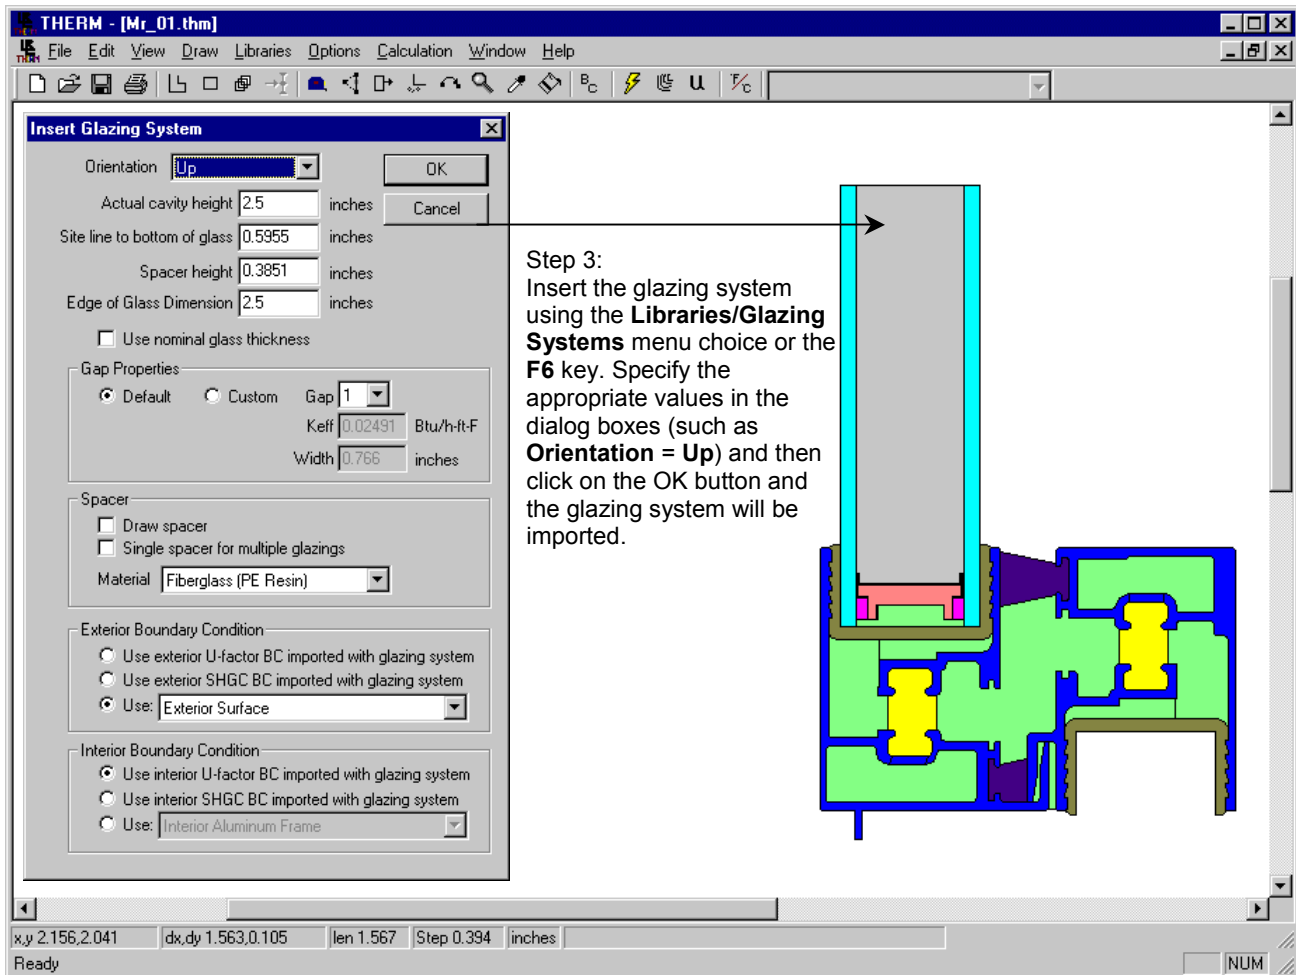 THERM - [Mr_01.thm]
File Edit View Draw Libraries Options Calculation Window Help
BC U F/C
Insert Glazing System
Orientation Up OK
Actual cavity height 2.5 inches Cancel
Site line to bottom of glass 0.5955 inches
Spacer height 0.3851 inches
Edge of Glass Dimension 2.5 inches
Use nominal glass thickness
Gap Properties
Default Custom Gap 1
Keff 0.02491 Btu/h-ft-F
Width 0.766 inches
Spacer
Draw spacer
Single spacer for multiple glazings
Material Fiberglass (PE Resin)
Exterior Boundary Condition
Use exterior U-factor BC imported with glazing system
Use exterior SHGC BC imported with glazing system
Use: Exterior Surface
Interior Boundary Condition
Use interior U-factor BC imported with glazing system
Use interior SHGC BC imported with glazing system
Use: Interior Aluminum Frame
Step 3:
Insert the glazing system
using the Libraries/Glazing
Systems menu choice or the
F6 key. Specify the
appropriate values in the
dialog boxes (such as
Orientation = Up) and then
click on the OK button and
the glazing system will be
imported.
x,y 2.156,2.041 dx,dy 1.563,0.105 len 1.567 Step 0.394 inches
Ready NUM